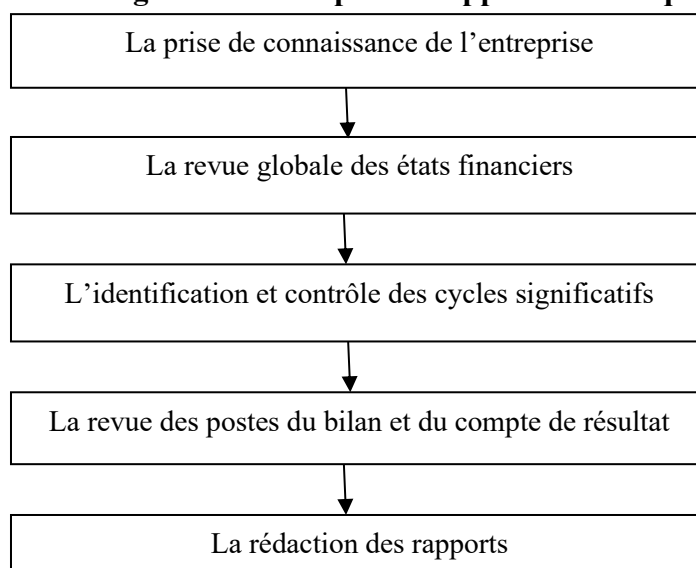 La prise de connaissance de l’entreprise
La revue globale des états financiers
L’identification et contrôle des cycles significatifs
La revue des postes du bilan et du compte de résultat
La rédaction des rapports